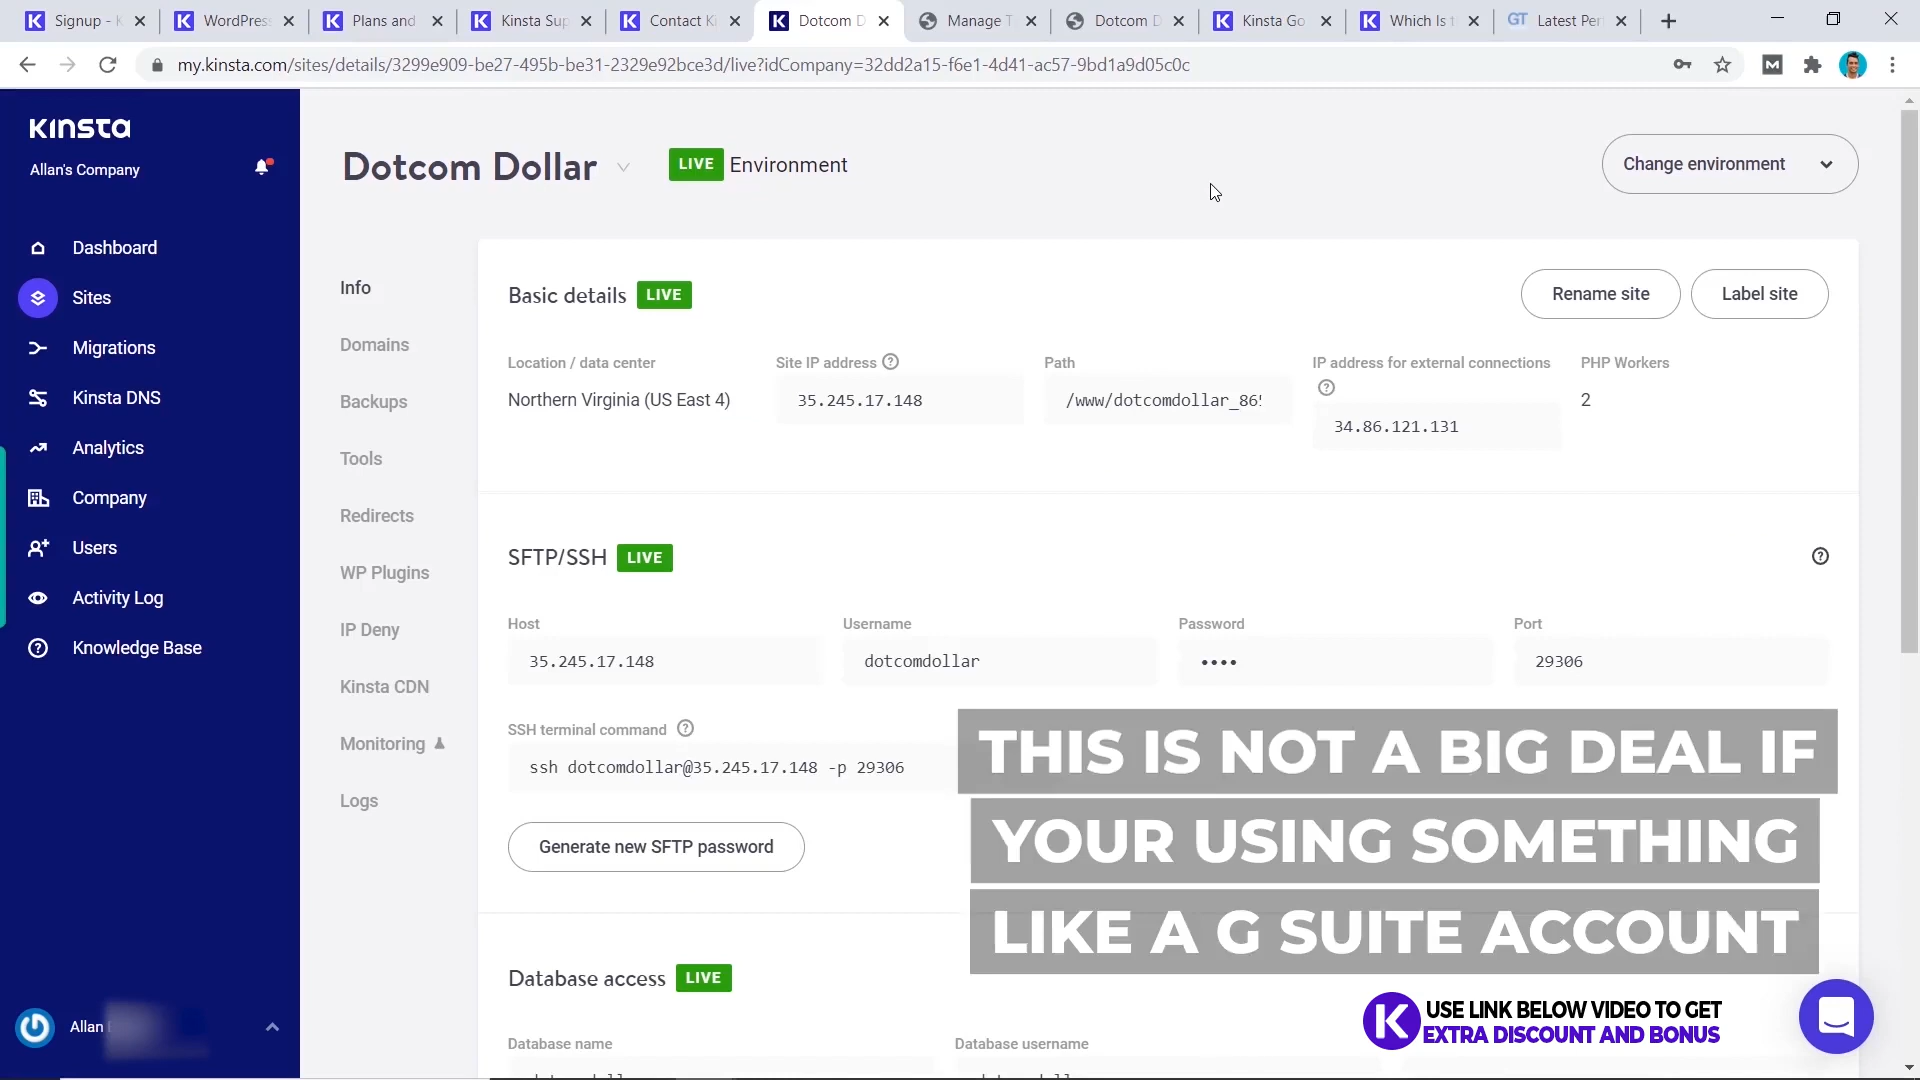 Signup - K
WordPress
Plans and
Kinsta Sup
Contact Ki
Dotcom D
Manage T
Dotcom D
Kinsta Go
Which Is t
GT Latest Per
my.kinsta.com/sites/details/3299e909-be27-495b-be31-2329e92bce3d/live?idCompany=32dd2a15-f6e1-4d41-ac57-9bd1a9d05c0c
KINSTA
Allan's Company
Dashboard
Sites
Migrations
Kinsta DNS
Analytics
Company
Users
Activity Log
Knowledge Base
Allan
Dotcom Dollar
LIVE Environment
Change environment
Info
Domains
Backups
Tools
Redirects
WP Plugins
IP Deny
Kinsta CDN
Monitoring
Logs
Basic details LIVE
Rename site
Label site
Location / data center
Northern Virginia (US East 4)
Site IP address
35.245.17.148
Path
/www/dotcomdollar_86
IP address for external connections
34.86.121.131
PHP Workers
2
SFTP/SSH LIVE
Host
35.245.17.148
Username
dotcomdollar
Password
••••
Port
29306
SSH terminal command
ssh dotcomdollar@35.245.17.148 -p 29306
Generate new SFTP password
THIS IS NOT A BIG DEAL IF
YOUR USING SOMETHING
LIKE A G SUITE ACCOUNT
Database access LIVE
Database name
Database username
K USE LINK BELOW VIDEO TO GET
EXTRA DISCOUNT AND BONUS